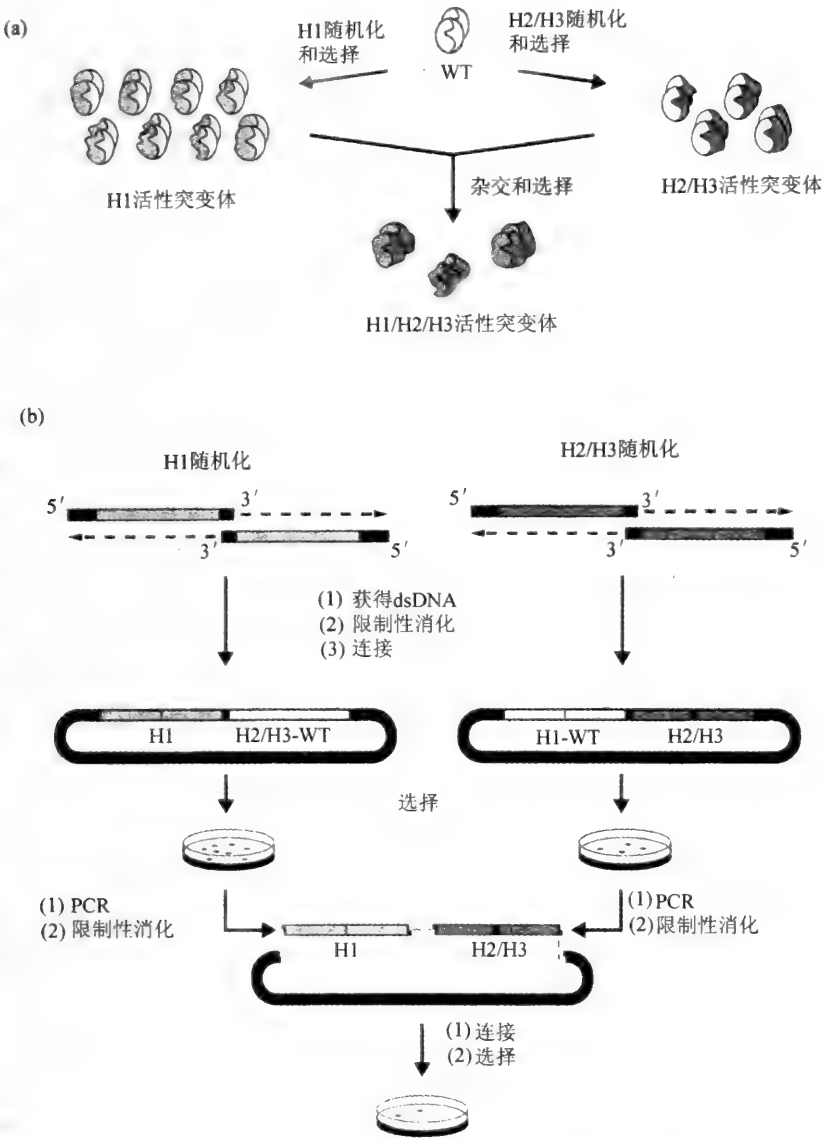 (a)
H1随机化
和选择
WT
H2/H3随机化
和选择
H1活性突变体
杂交和选择
H2/H3活性突变体
H1/H2/H3活性突变体
(b)
H1随机化
H2/H3随机化
5′
3′
3′
5′
5′
3′
3′
5′
(1) 获得dsDNA
(2) 限制性消化
(3) 连接
H1
H2/H3-WT
H1-WT
H2/H3
选择
(1) PCR
(2) 限制性消化
(1) PCR
(2) 限制性消化
H1
H2/H3
(1) 连接
(2) 选择